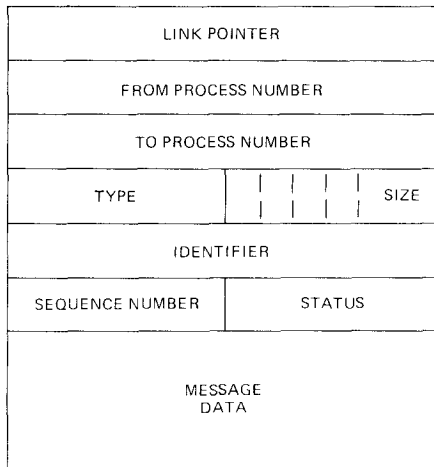 LINK POINTER
FROM PROCESS NUMBER
TO PROCESS NUMBER
TYPE SIZE
IDENTIFIER
SEQUENCE NUMBER STATUS
MESSAGE
DATA